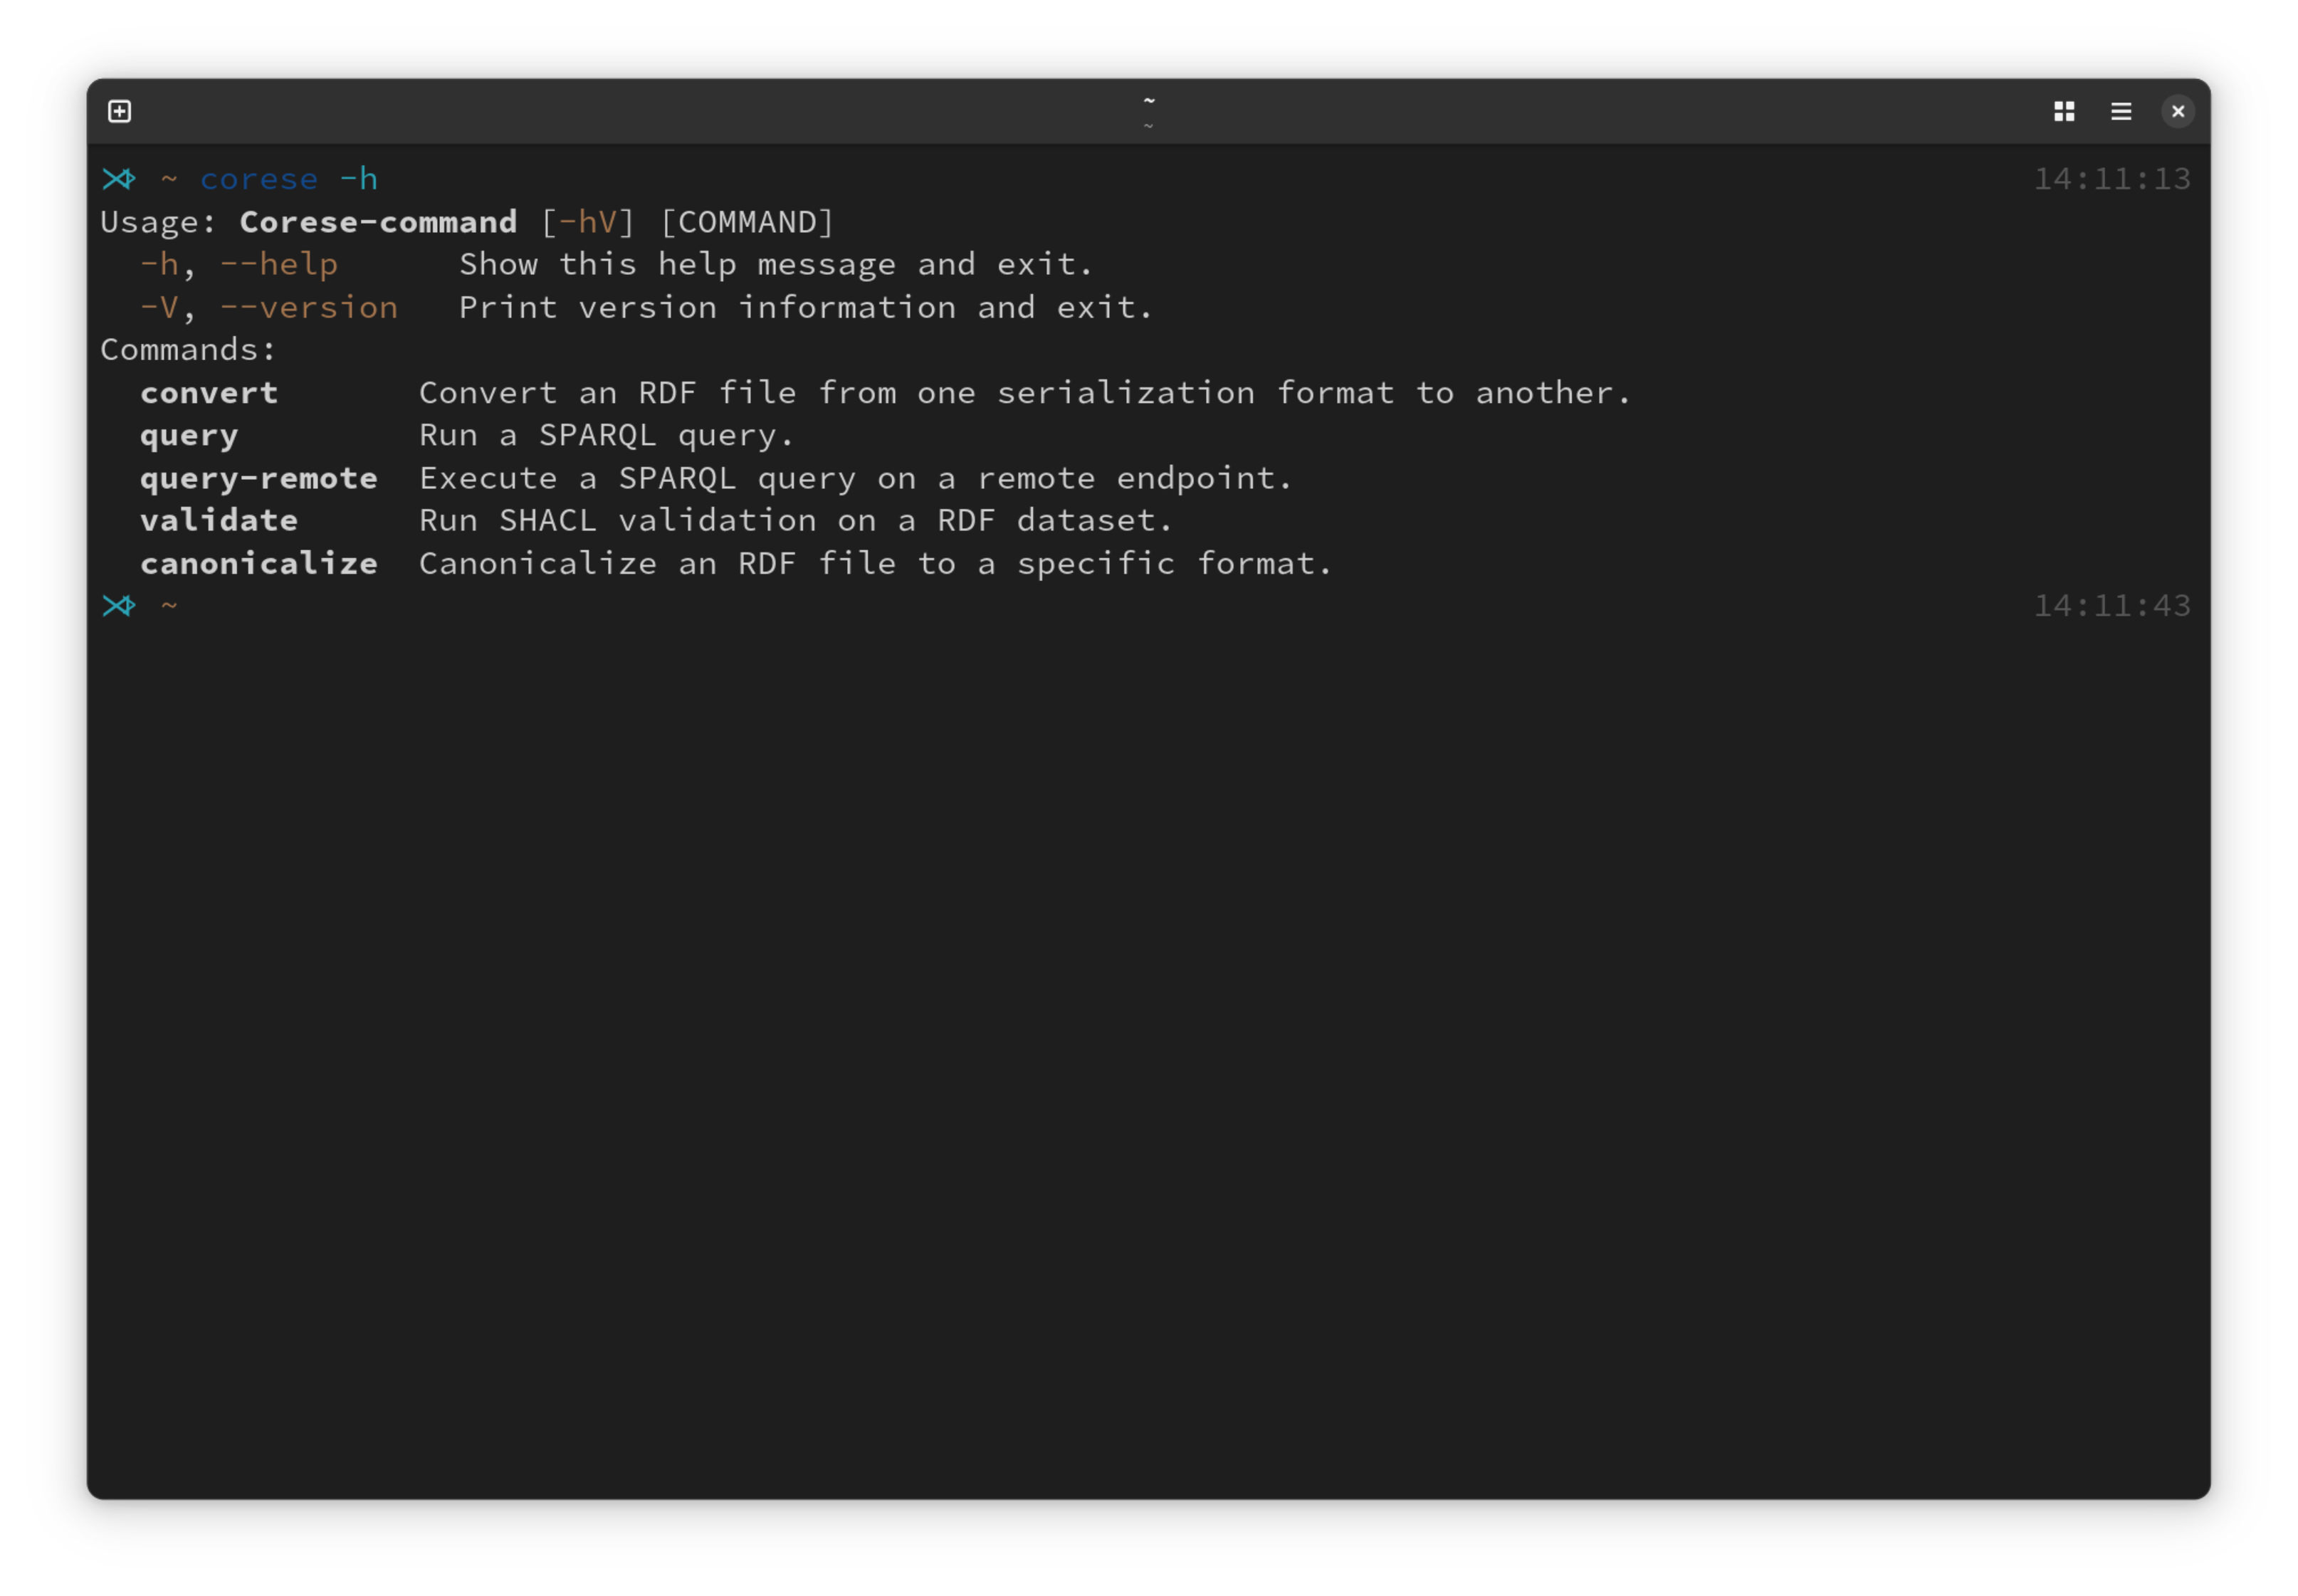 ~
~
~ corese -h 14:11:13
Usage: Corese-command [-hV] [COMMAND]
-h, --help Show this help message and exit.
-V, --version Print version information and exit.
Commands:
convert Convert an RDF file from one serialization format to another.
query Run a SPARQL query.
query-remote Execute a SPARQL query on a remote endpoint.
validate Run SHACL validation on a RDF dataset.
canonicalize Canonicalize an RDF file to a specific format.
~ 14:11:43